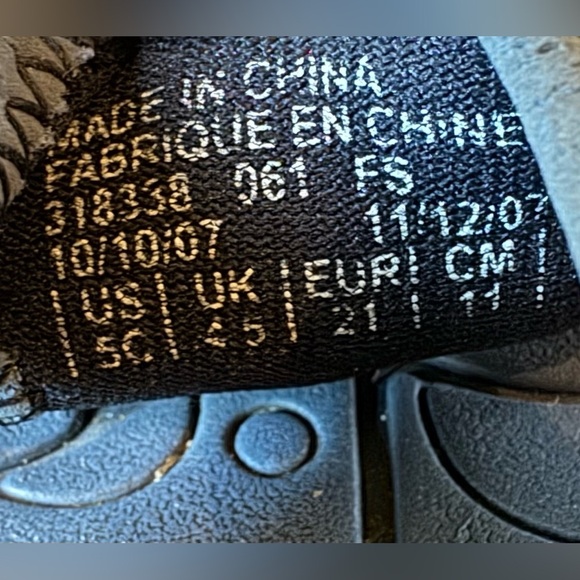 MADE IN CHINA
FABRIQUE EN CHINE
318338 961 FS
10/10/07 11/12/07
US UK EUR CM
5C 4.5 21 11